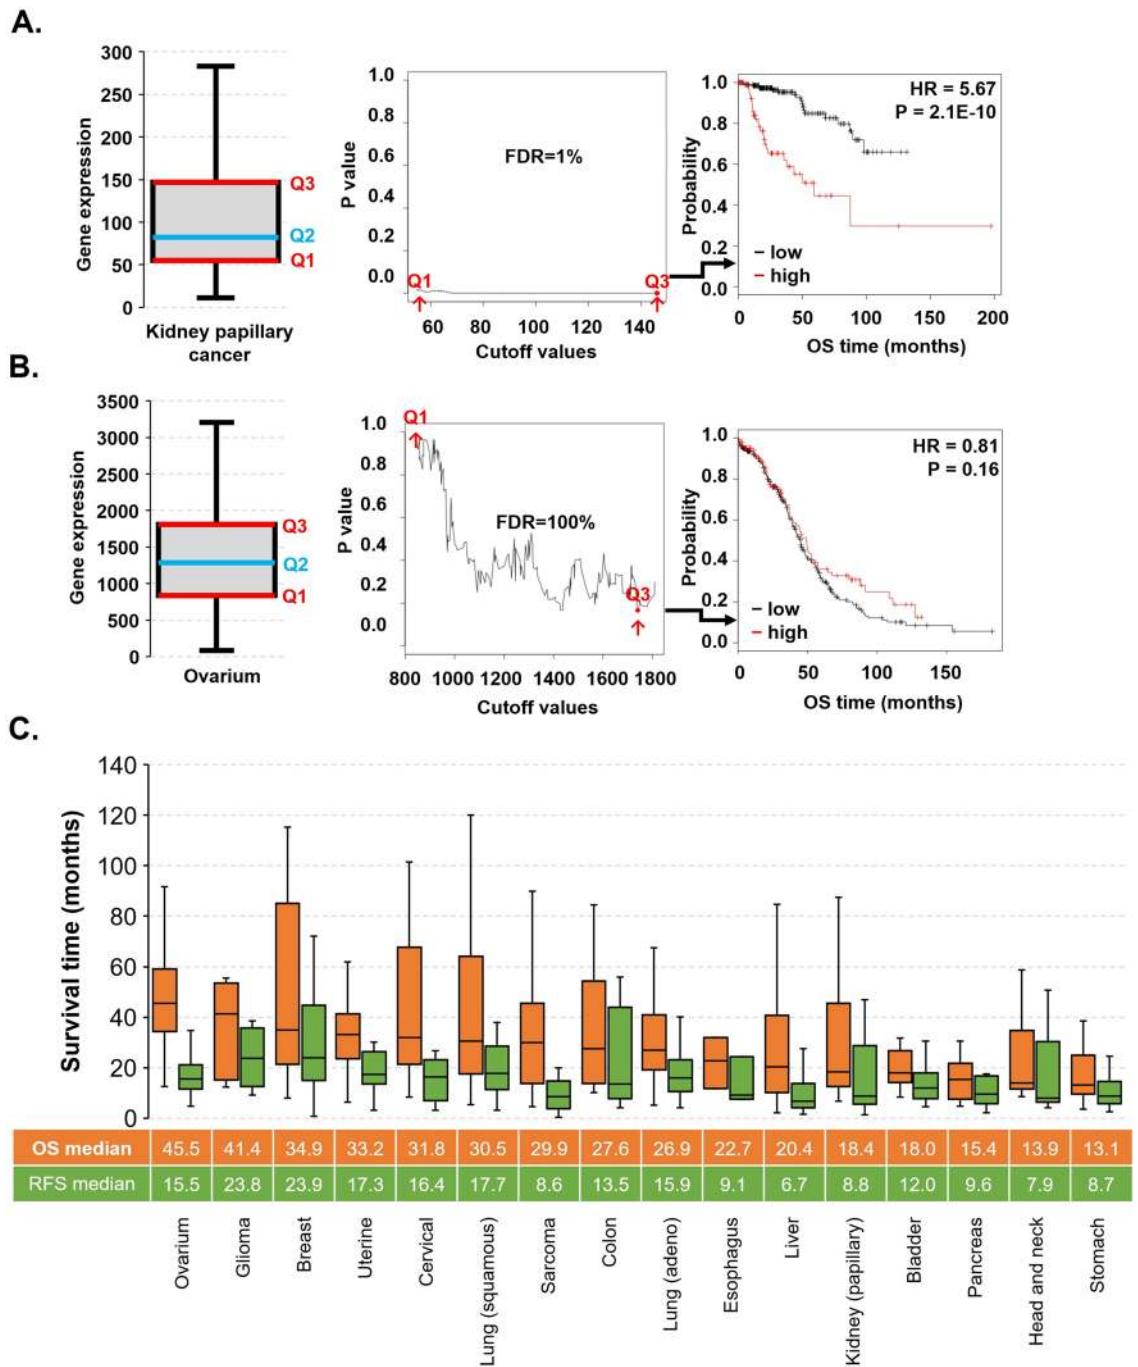 A.
300
250
200
150
100
50
0
Gene expression
Q3
Q2
Q1
Kidney papillary
cancer
1.0
0.8
0.6
0.4
0.2
0.0
P value
FDR=1%
Q1
Q3
60 80 100 120 140
Cutoff values
1.0
0.8
0.6
0.4
0.2
0.0
Probability
HR = 5.67
P = 2.1E-10
low
high
0 50 100 150 200
OS time (months)
B.
3500
3000
2500
2000
1500
1000
500
0
Gene expression
Q3
Q2
Q1
Ovarium
1.0
0.8
0.6
0.4
0.2
0.0
P value
Q1
FDR=100%
Q3
800 1000 1200 1400 1600 1800
Cutoff values
1.0
0.8
0.6
0.4
0.2
0.0
Probability
HR = 0.81
P = 0.16
low
high
0 50 100 150
OS time (months)
C.
140
120
100
80
60
40
20
0
Survival time (months)
OS median 45.5 41.4 34.9 33.2 31.8 30.5 29.9 27.6 26.9 22.7 20.4 18.4 18.0 15.4 13.9 13.1
RFS median 15.5 23.8 23.9 17.3 16.4 17.7 8.6 13.5 15.9 9.1 6.7 8.8 12.0 9.6 7.9 8.7
Ovarium
Glioma
Breast
Uterine
Cervical
Lung (squamous)
Sarcoma
Colon
Lung (adeno)
Esophagus
Liver
Kidney (papillary)
Bladder
Pancreas
Head and neck
Stomach